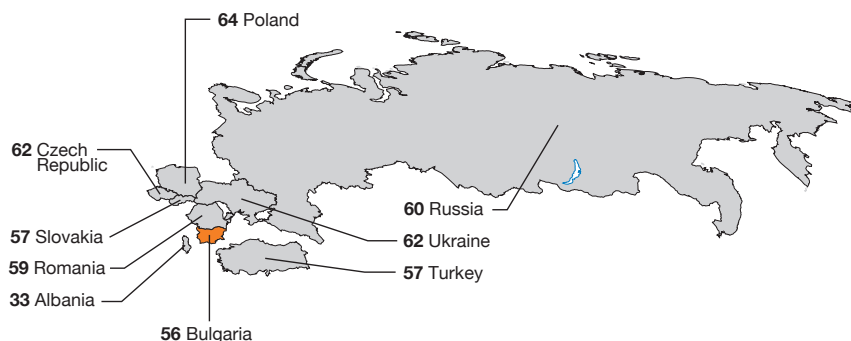 64 Poland
62 Czech
Republic
60 Russia
57 Slovakia
62 Ukraine
59 Romania
57 Turkey
33 Albania
56 Bulgaria